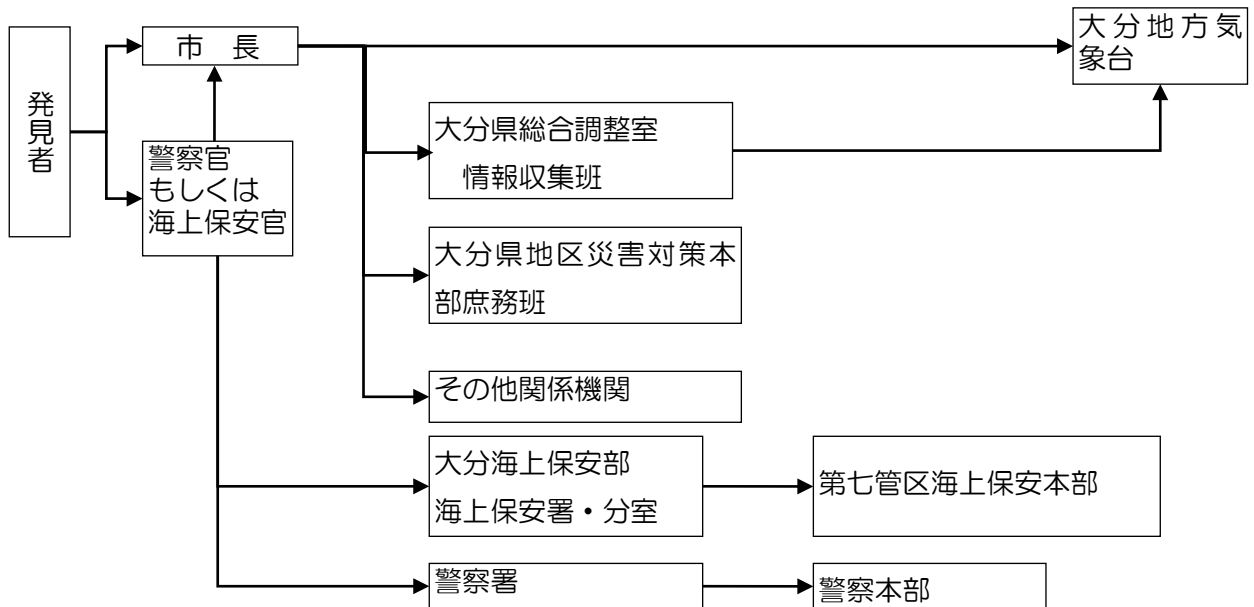 発見者
市　長
警察官
もしくは
海上保安官
大分地方気
象台
大分県総合調整室
情報収集班
大分県地区災害対策本
部庶務班
その他関係機関
大分海上保安部
海上保安署・分室
第七管区海上保安本部
警察署
警察本部